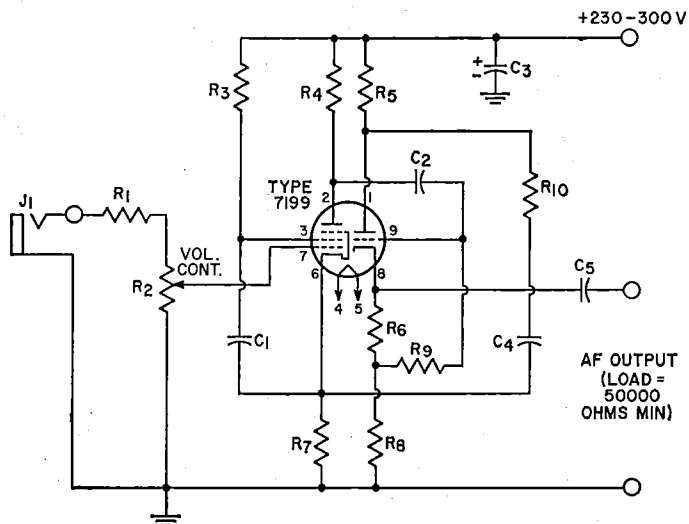 +230-300 V
R3
R4
R5
+
-
C3
C2
R10
TYPE
7199
2
1
J1
R1
3
9
7
VOL.
CONT.
6
8
R2
4
5
C5
R6
C1
R9
C4
AF OUTPUT
(LOAD =
50000
OHMS MIN)
R7
R8